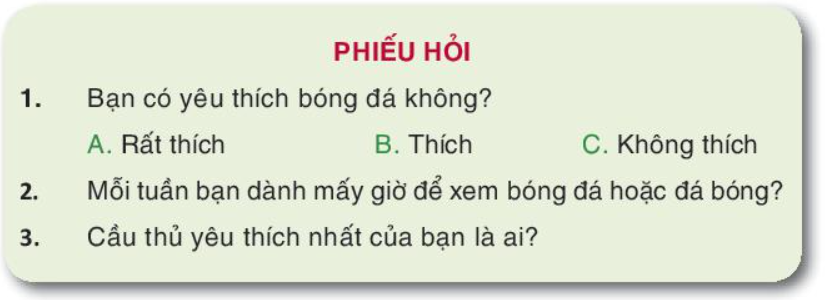 PHIẾU HỎI
1. Bạn có yêu thích bóng đá không?
A. Rất thích B. Thích C. Không thích
2. Mỗi tuần bạn dành mấy giờ để xem bóng đá hoặc đá bóng?
3. Cầu thủ yêu thích nhất của bạn là ai?